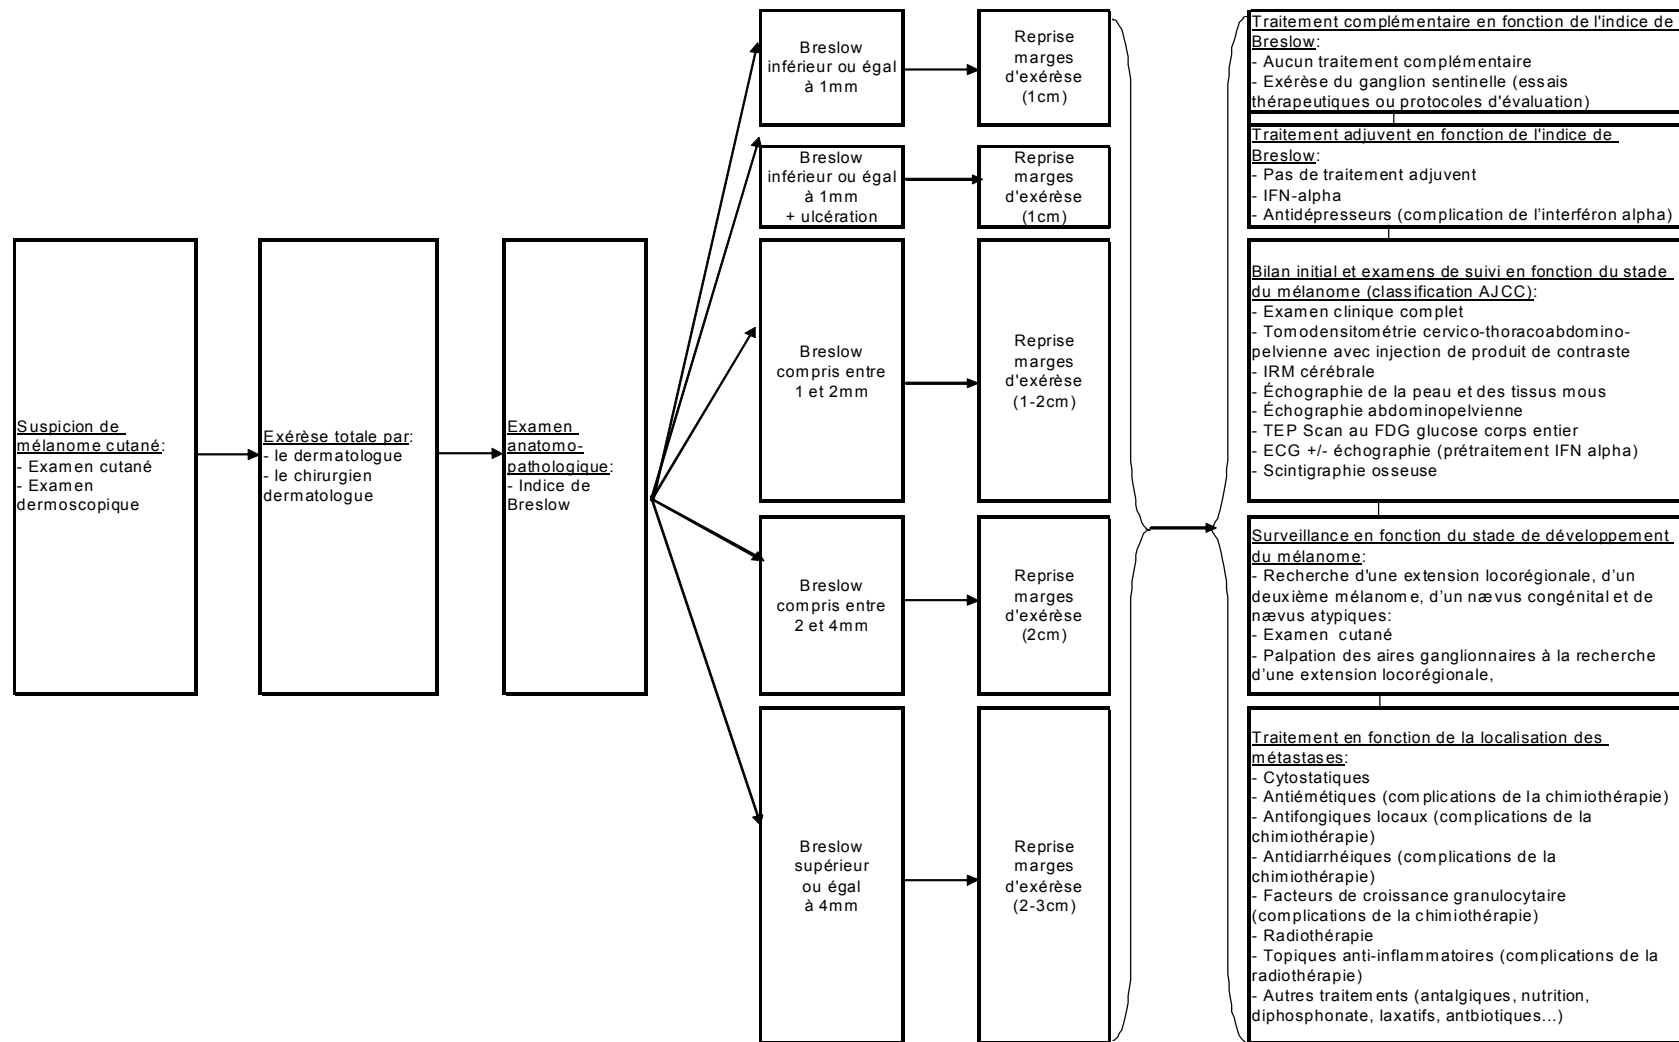 Suspicion de
mélanome cutané:
- Examen cutané
- Examen
dermoscopique
Exérèse totale par:
- le dermatologue
- le chirurgien
dermatologue
Examen
anatomo-
pathologique:
- Indice de
Breslow
Breslow
inférieur ou égal
à 1mm
Reprise
marges
d'exérèse
(1cm)
Breslow
inférieur ou égal
à 1mm
+ ulcération
Reprise
marges
d'exérèse
(1cm)
Breslow
compris entre
1 et 2mm
Reprise
marges
d'exérèse
(1-2cm)
Breslow
compris entre
2 et 4mm
Reprise
marges
d'exérèse
(2cm)
Breslow
supérieur
ou égal
à 4mm
Reprise
marges
d'exérèse
(2-3cm)
Traitement complémentaire en fonction de l'indice de
Breslow:
- Aucun traitement complémentaire
- Exérèse du ganglion sentinelle (essais
thérapeutiques ou protocoles d'évaluation)
Traitement adjuvent en fonction de l'indice de
Breslow:
- Pas de traitement adjuvent
- IFN-alpha
- Antidépresseurs (complication de l’interféron alpha)
Bilan initial et examens de suivi en fonction du stade
du mélanome (classification AJCC):
- Examen clinique complet
- Tomodensitométrie cervico-thoracoabdomino-
pelvienne avec injection de produit de contraste
- IRM cérébrale
- Échographie de la peau et des tissus mous
- Échographie abdominopelvienne
- TEP Scan au FDG glucose corps entier
- ECG +/- échographie (prétraitement IFN alpha)
- Scintigraphie osseuse
Surveillance en fonction du stade de développement
du mélanome:
- Recherche d'une extension locorégionale, d’un
deuxième mélanome, d’un nævus congénital et de
nævus atypiques:
- Examen cutané
- Palpation des aires ganglionnaires à la recherche
d’une extension locorégionale,
Traitement en fonction de la localisation des
métastases:
- Cytostatiques
- Antiémétiques (complications de la chimiothérapie)
- Antifongiques locaux (complications de la
chimiothérapie)
- Antidiarrhéiques (complications de la
chimiothérapie)
- Facteurs de croissance granulocytaire
(complications de la chimiothérapie)
- Radiothérapie
- Topiques anti-inflammatoires (complications de la
radiothérapie)
- Autres traitements (antalgiques, nutrition,
diphosphonate, laxatifs, antbiotiques...)